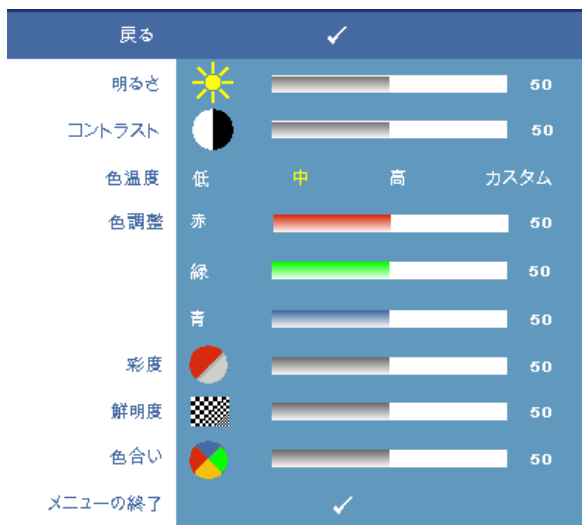 戻る
明るさ 50
コントラスト 50
色温度 低 中 高 カスタム
色調整 赤 50
緑 50
青 50
彩度 50
鮮明度 50
色合い 50
メニューの終了